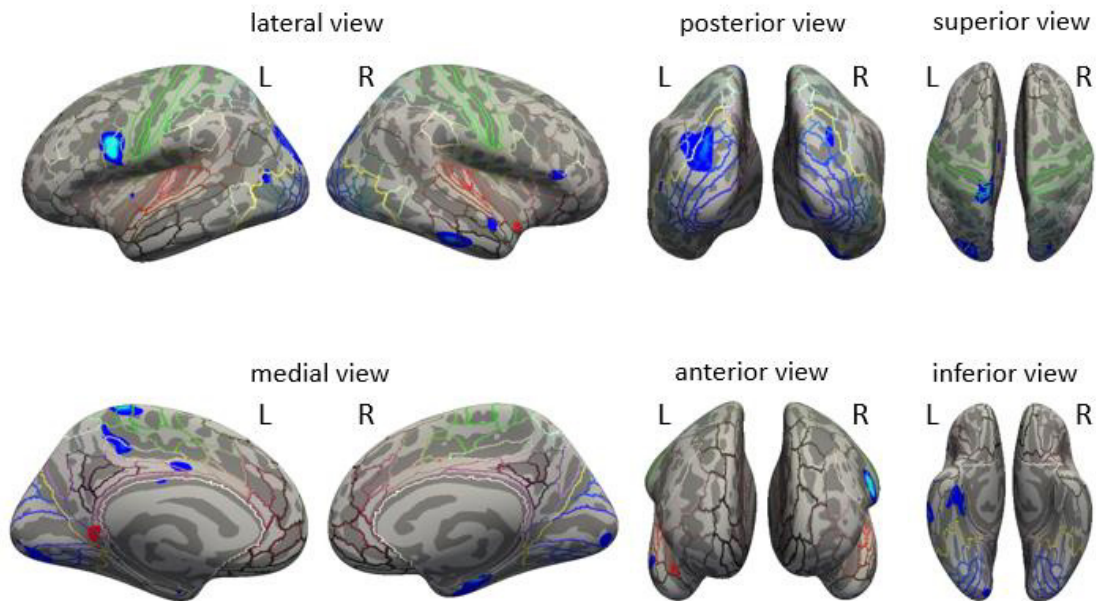 lateral view
L R
posterior view
L R
superior view
L R
medial view
L R
anterior view
L R
inferior view
L R